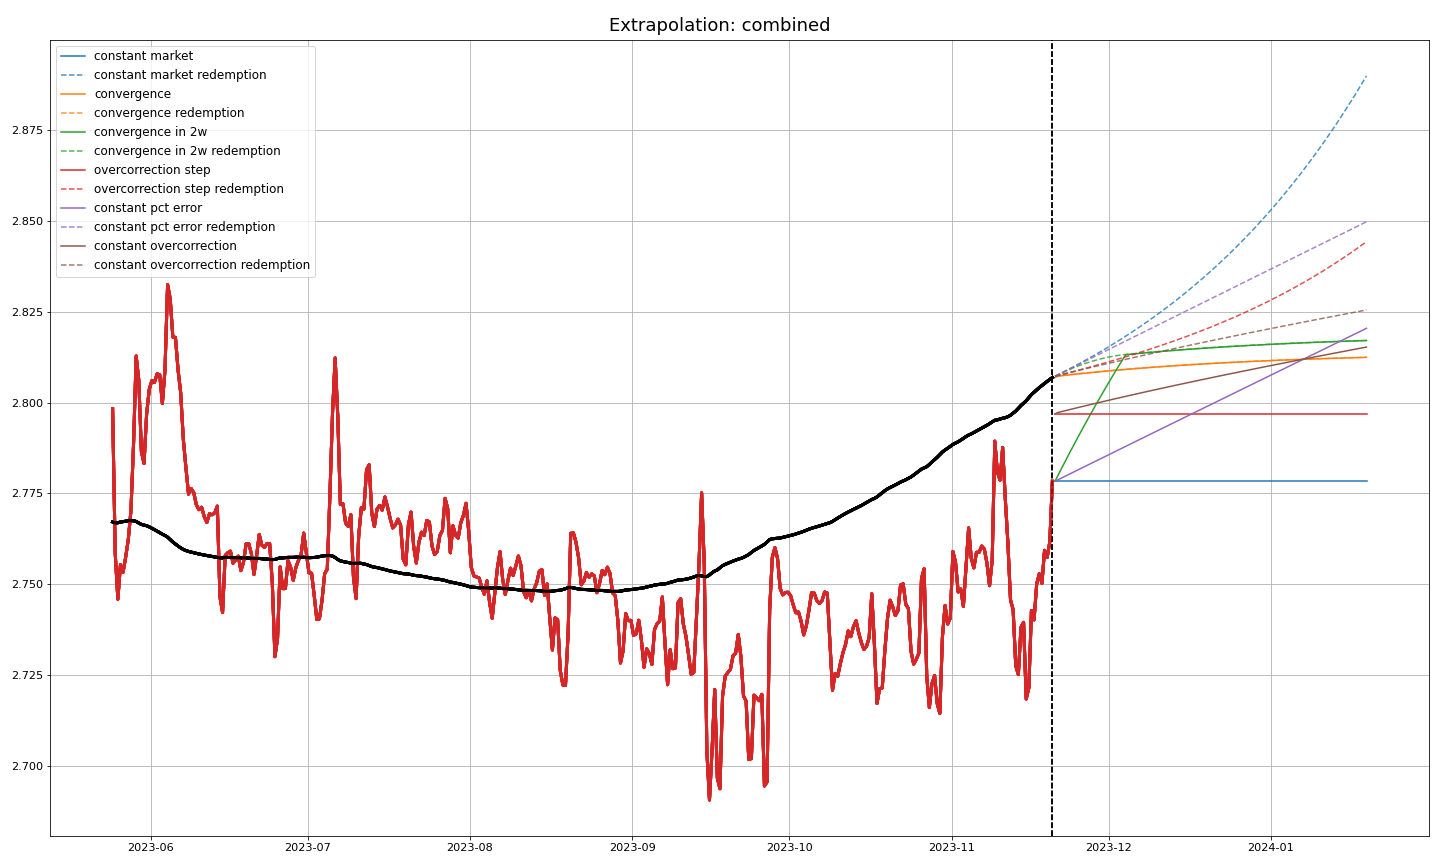 Extrapolation: combined
constant market
constant market redemption
convergence
convergence redemption
convergence in 2w
convergence in 2w redemption
overcorrection step
overcorrection step redemption
constant pct error
constant pct error redemption
constant overcorrection
constant overcorrection redemption
2.875
2.850
2.825
2.800
2.775
2.750
2.725
2.700
2023-06 2023-07 2023-08 2023-09 2023-10 2023-11 2023-12 2024-01